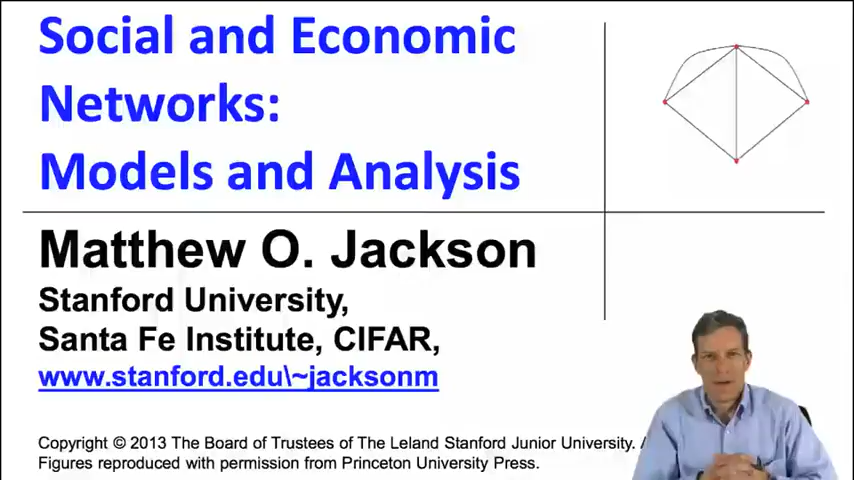 Social and Economic
Networks:
Models and Analysis
Matthew O. Jackson
Stanford University,
Santa Fe Institute, CIFAR,
www.stanford.edu\~jacksonm
Copyright © 2013 The Board of Trustees of The Leland Stanford Junior University.
Figures reproduced with permission from Princeton University Press.